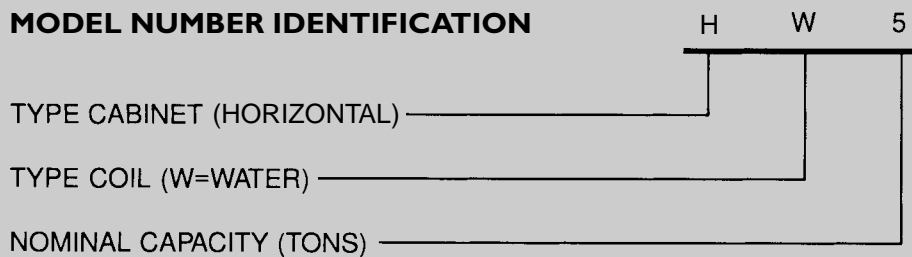 MODEL NUMBER IDENTIFICATION H W 5
TYPE CABINET (HORIZONTAL)
TYPE COIL (W=WATER)
NOMINAL CAPACITY (TONS)